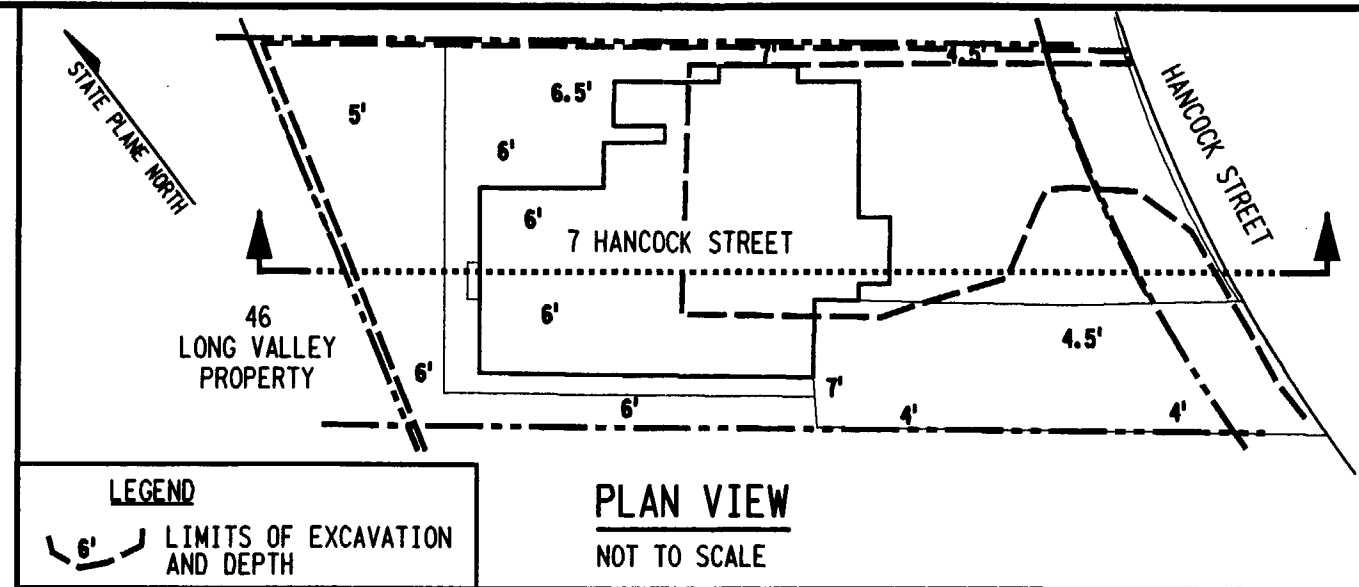 STATE PLANE NORTH
5'
6.5'
7'
4.5'
HANCOCK STREET
6'
6'
7 HANCOCK STREET
6'
46
LONG VALLEY
PROPERTY
4.5'
6'
7'
6'
4'
4'
LEGEND
6' LIMITS OF EXCAVATION
AND DEPTH
PLAN VIEW
NOT TO SCALE